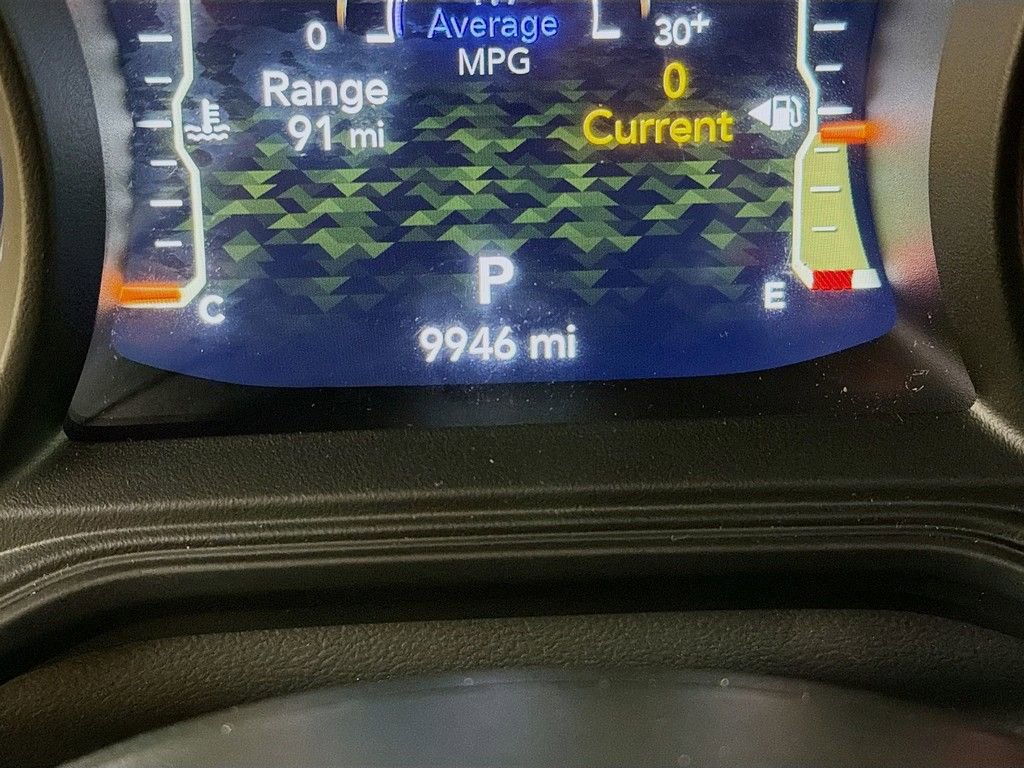 Average
0
30+
MPG
Range
0
91 mi
Current
P
C
E
9946 mi